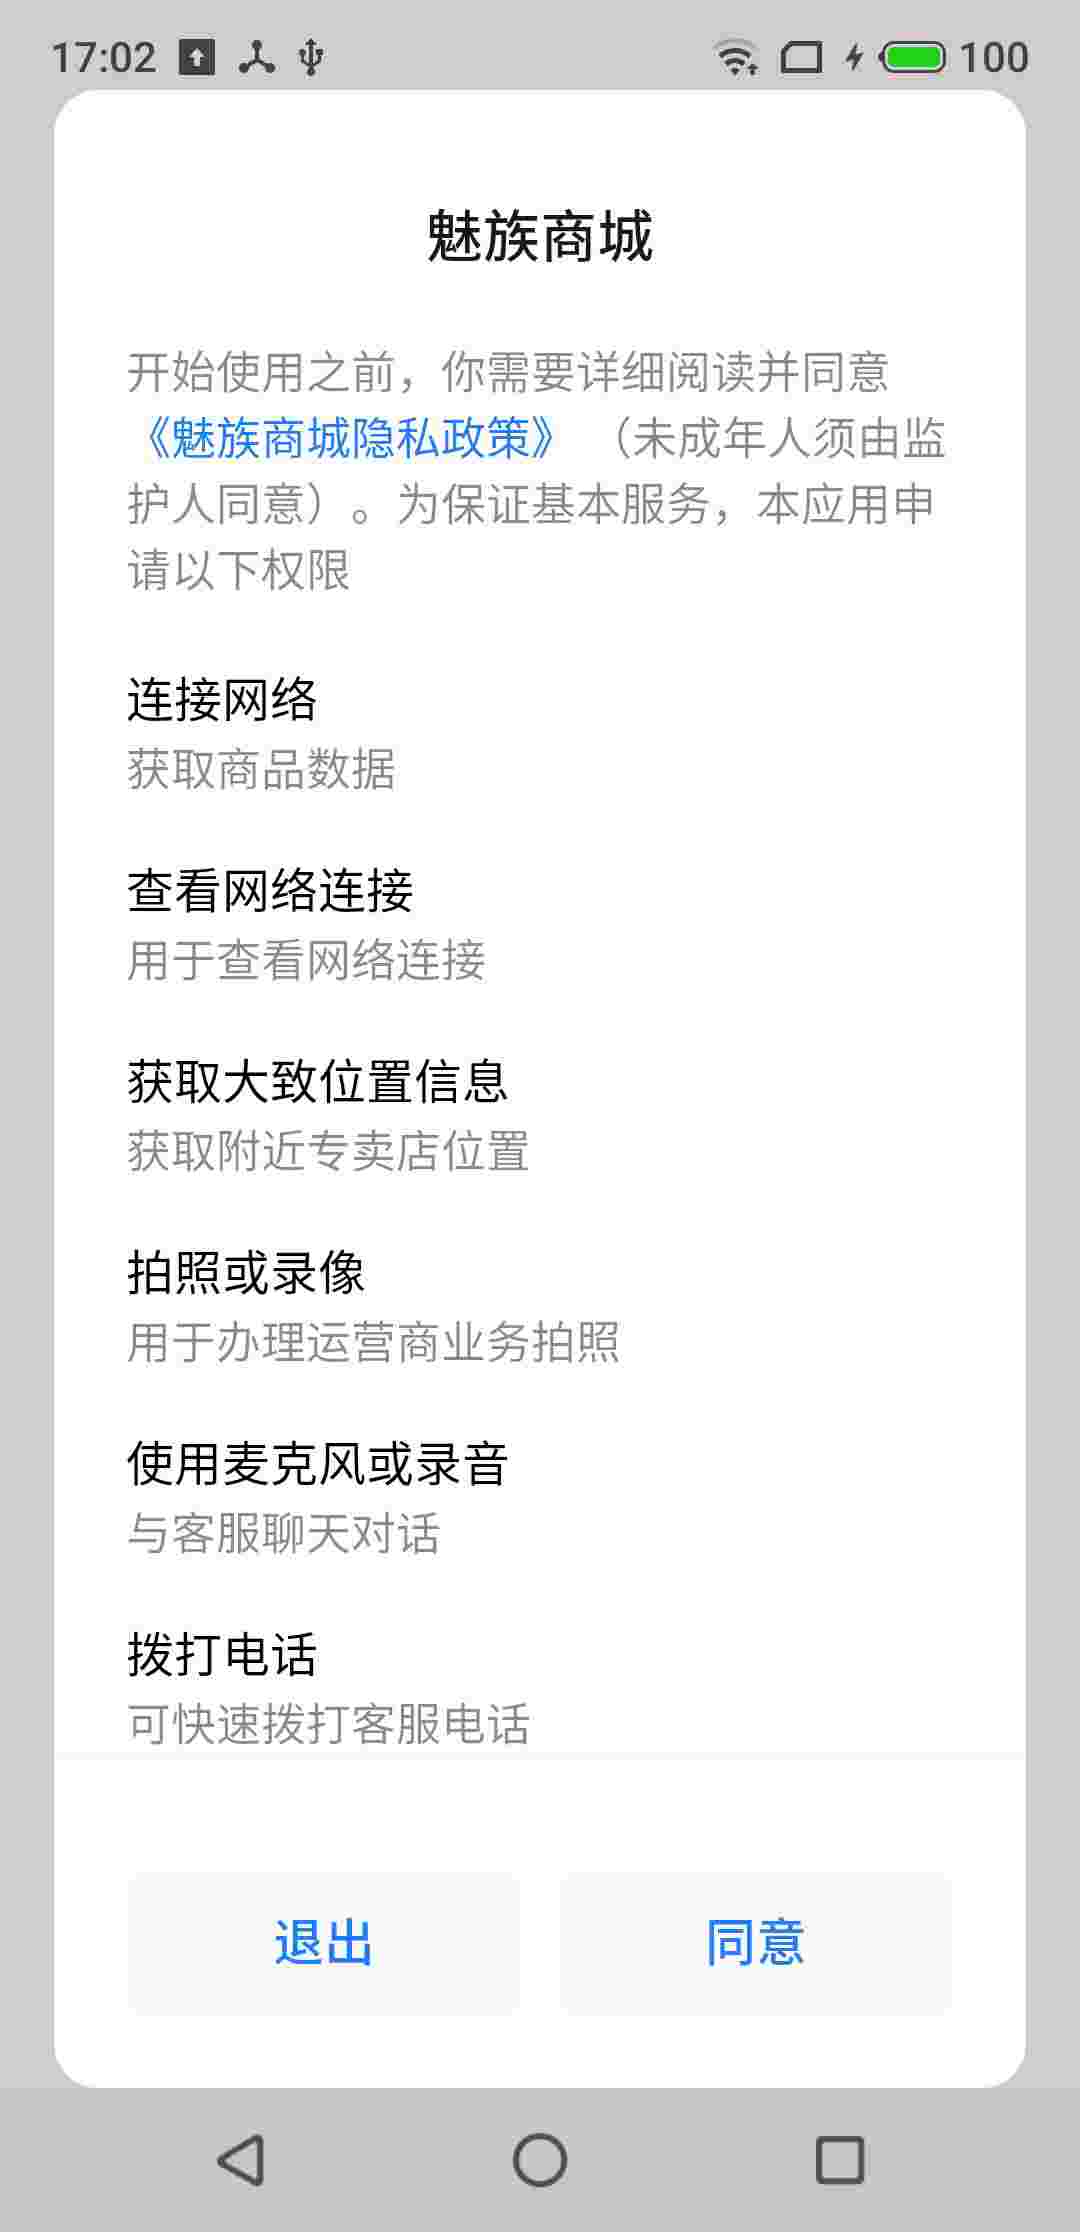 17:02
100
魅族商城
开始使用之前，你需要详细阅读并同意
《魅族商城隐私政策》（未成年人须由监
护人同意）。为保证基本服务，本应用申
请以下权限
连接网络
获取商品数据
查看网络连接
用于查看网络连接
获取大致位置信息
获取附近专卖店位置
拍照或录像
用于办理运营商业务拍照
使用麦克风或录音
与客服聊天对话
拨打电话
可快速拨打客服电话
退出
同意